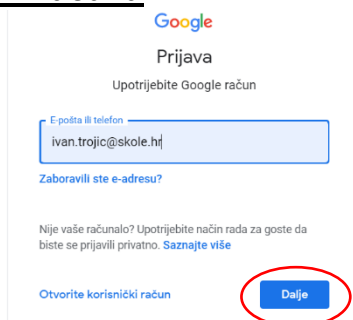 Google
Prijava
Upotrijebite Google račun
E-pošta ili telefon
ivan.trojic@skole.hr
Zaboravili ste e-adresu?
Nije vaše računalo? Upotrijebite način rada za goste da
biste se prijavili privatno. Saznajte više
Otvorite korisnički račun
Dalje